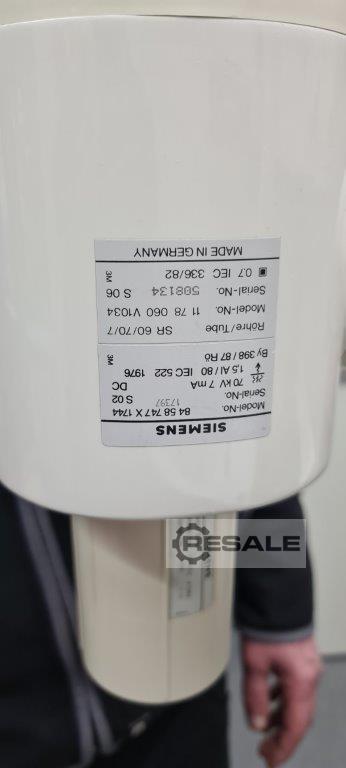 SIEMENS
Model-No. 84 58 747 X 1744
Serial-No. 17397 S 02
70 kV 7 mA DC
1,5 Al / 80 IEC 522 1976
By 398 / 87 Rö 3M
Röhre/Tube SR 60/70/7
Model-No. 11 78 060 V1034
Serial-No. 508134 S 06
0.7 IEC 336/82 3M
MADE IN GERMANY
RESALE